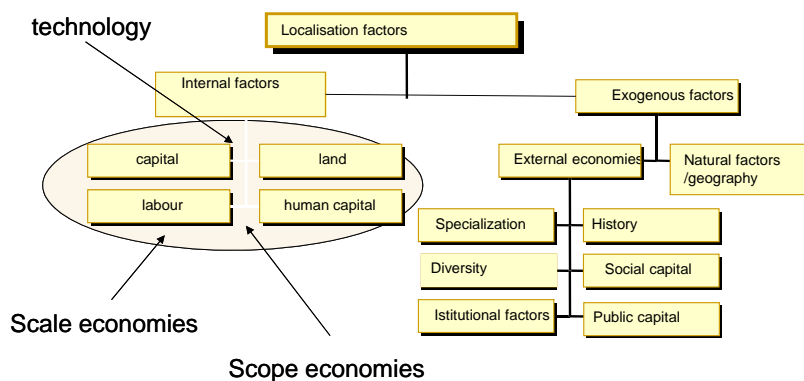 technology
Localisation factors
Internal factors
Exogenous factors
capital
land
External economies
Natural factors
/geography
labour
human capital
Specialization
History
Diversity
Social capital
Istitutional factors
Public capital
Scale economies
Scope economies